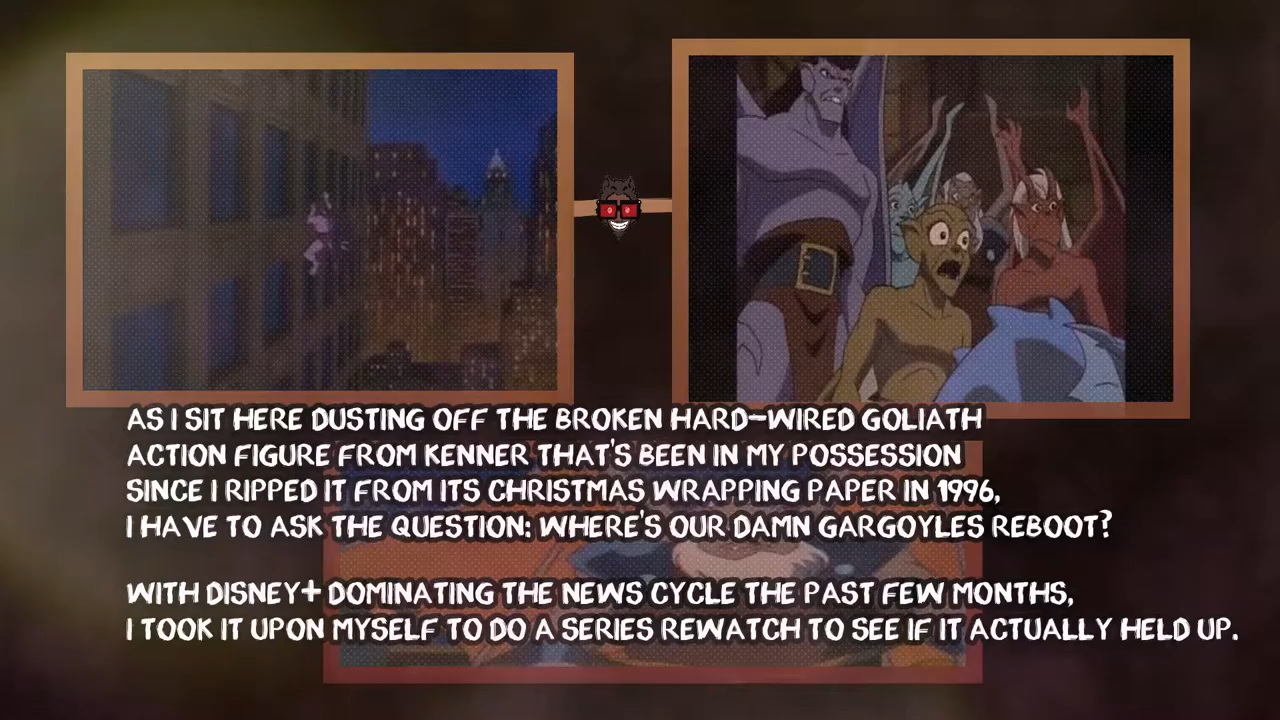 AS I SIT HERE DUSTING OFF THE BROKEN HARD-WIRED GOLIATH
ACTION FIGURE FROM KENNER THAT'S BEEN IN MY POSSESSION
SINCE I RIPPED IT FROM ITS CHRISTMAS WRAPPING PAPER IN 1996,
I HAVE TO ASK THE QUESTION: WHERE'S OUR DAMN GARGOYLES REBOOT?
WITH DISNEY+ DOMINATING THE NEWS CYCLE THE PAST FEW MONTHS,
I TOOK IT UPON MYSELF TO DO A SERIES REWATCH TO SEE IF IT ACTUALLY HELD UP.